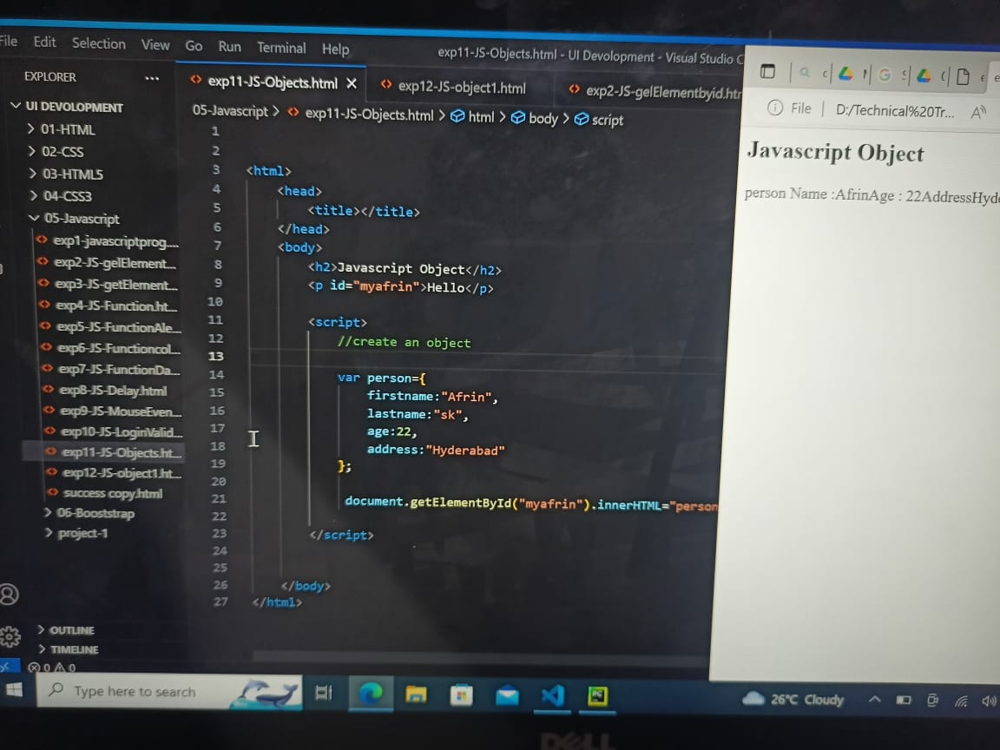 File Edit Selection View Go Run Terminal Help
exp11-JS-Objects.html - UI Devolopment - Visual Studio C
EXPLORER ...
UI DEVOLOPMENT
01-HTML
02-CSS
03-HTML5
04-CSS3
05-Javascript
exp1-javascriptprog....
exp2-JS-gelElement...
exp3-JS-getElement...
exp4-JS-Function.ht...
exp5-JS-FunctionAle...
exp6-JS-Functioncol...
exp7-JS-FunctionDa...
exp8-JS-Delay.html
exp9-JS-MouseEven...
exp10-JS-LoginValid...
exp11-JS-Objects.ht...
exp12-JS-object1.ht...
success copy.html
06-Booststrap
project-1
OUTLINE
TIMELINE
0 0
exp11-JS-Objects.html exp12-JS-object1.html exp2-JS-gelElementbyid.htr
05-Javascript > exp11-JS-Objects.html > html > body > script
1
2
3 <html>
4 <head>
5 <title></title>
6 </head>
7 <body>
8 <h2>Javascript Object</h2>
9 <p id="myafrin">Hello</p>
10
11 <script>
12 //create an object
13
14 var person={
15 firstname:"Afrin",
16 lastname:"sk",
17 age:22,
18 address:"Hyderabad"
19 };
20
21 document.getElementById("myafrin").innerHTML="person
22
23 </script>
24
25
26 </body>
27 </html>
File D:/Technical%20Tr...
Javascript Object
person Name :AfrinAge : 22AddressHyde
Type here to search
26°C Cloudy
DELL